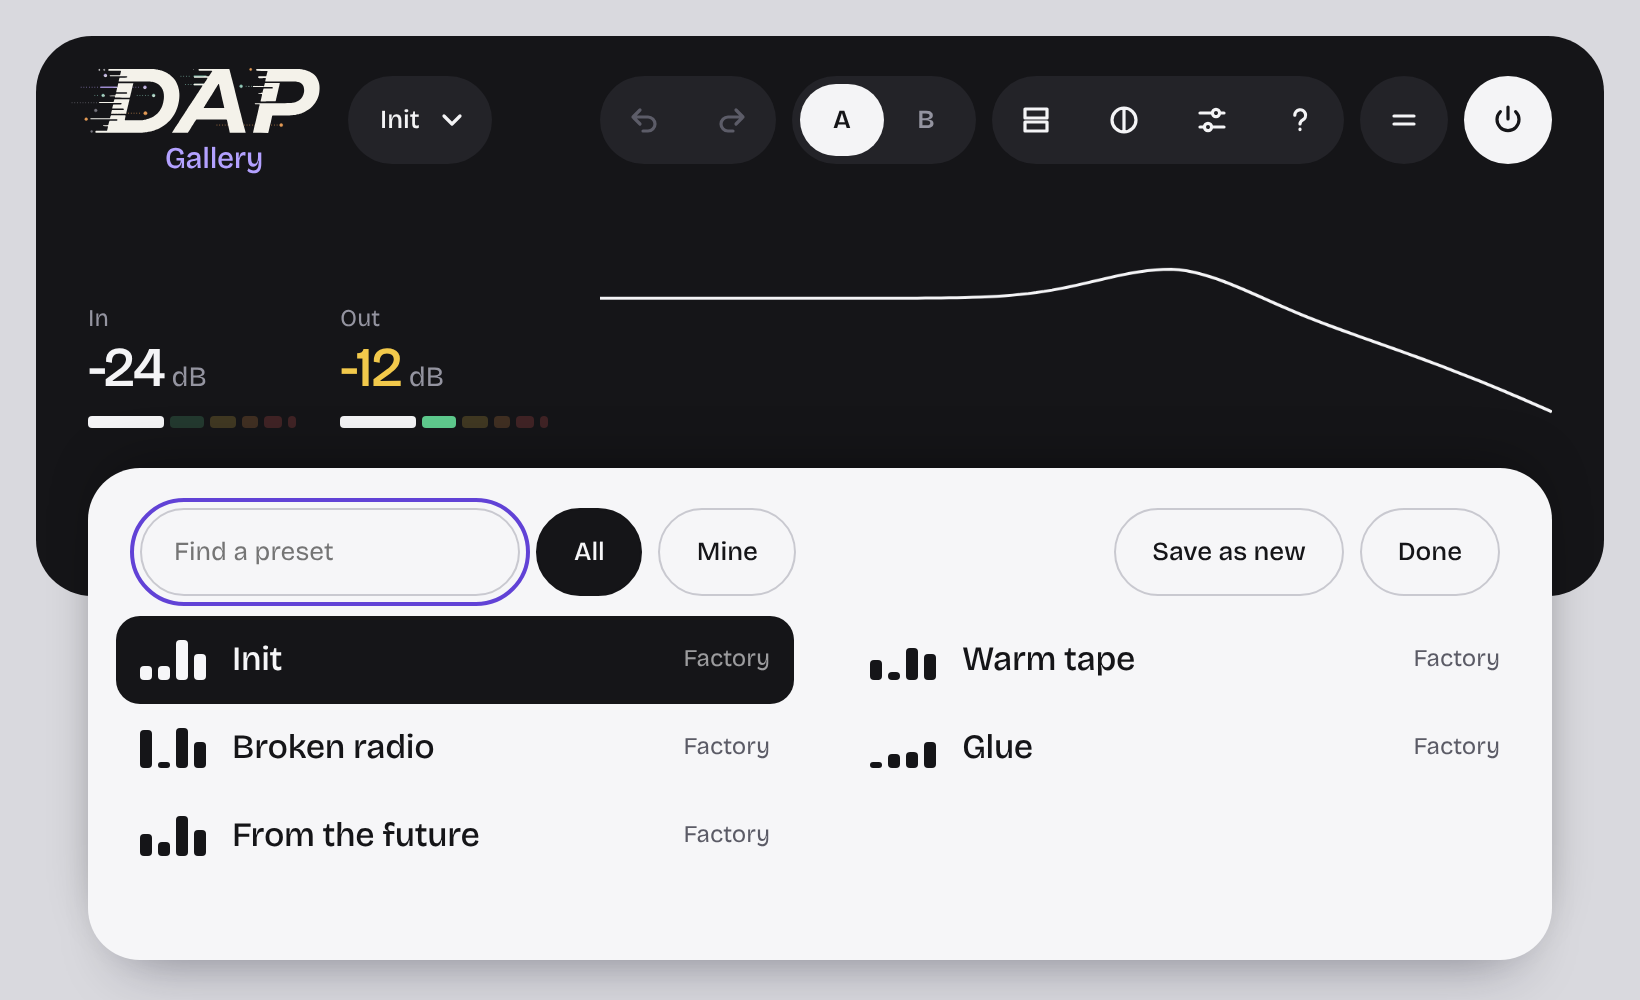 DAP
Gallery
Init
A
B
?
In
-24 dB
Out
-12 dB
Find a preset
All
Mine
Save as new
Done
Init
Factory
Warm tape
Factory
Broken radio
Factory
Glue
Factory
From the future
Factory